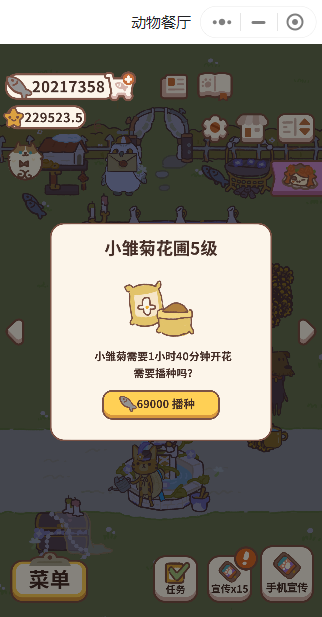 动物餐厅
20217358
229523.5
小雏菊花圃5级
小雏菊需要1小时40分钟开花
需要播种吗?
69000 播种
菜单
任务
宣传x15
手机宣传